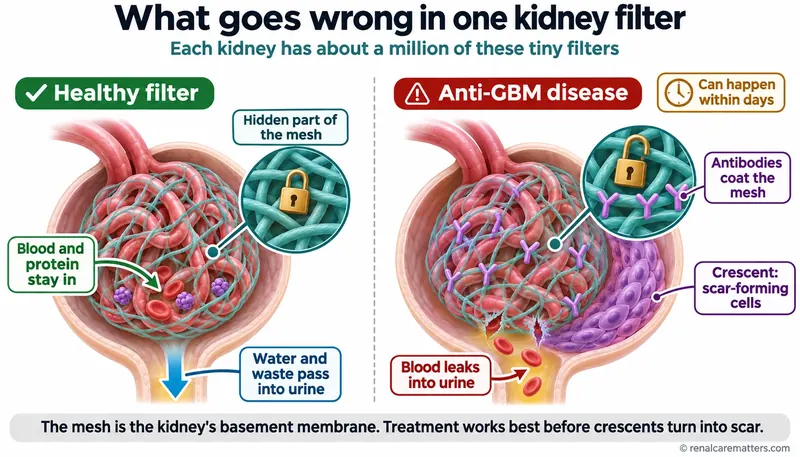 What goes wrong in one kidney filter
Each kidney has about a million of these tiny filters
Healthy filter
Hidden part of
the mesh
Blood and
protein
stay in
Water and
waste pass
into urine
Anti-GBM disease
Can happen
within days
Antibodies
coat the
mesh
Crescent:
scar-forming
cells
Blood leaks
into urine
The mesh is the kidney's basement membrane. Treatment works best before crescents turn into scar.
© renalcarematters.com